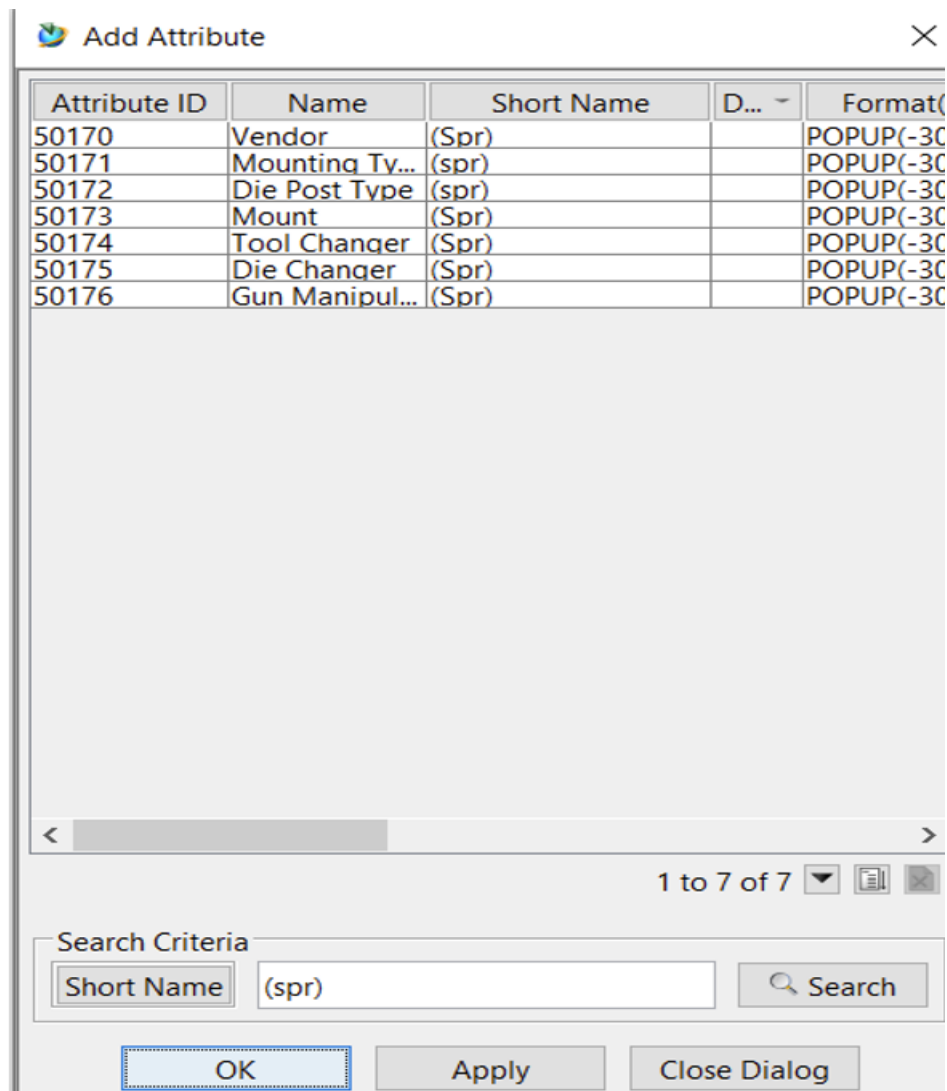 Add Attribute
Attribute ID Name Short Name D... Format(
50170 Vendor (Spr) POPUP(-30
50171 Mounting Ty... (spr) POPUP(-30
50172 Die Post Type (spr) POPUP(-30
50173 Mount (Spr) POPUP(-30
50174 Tool Changer (Spr) POPUP(-30
50175 Die Changer (Spr) POPUP(-30
50176 Gun Manipul... (Spr) POPUP(-30
1 to 7 of 7
Search Criteria
Short Name (spr) Search
OK Apply Close Dialog